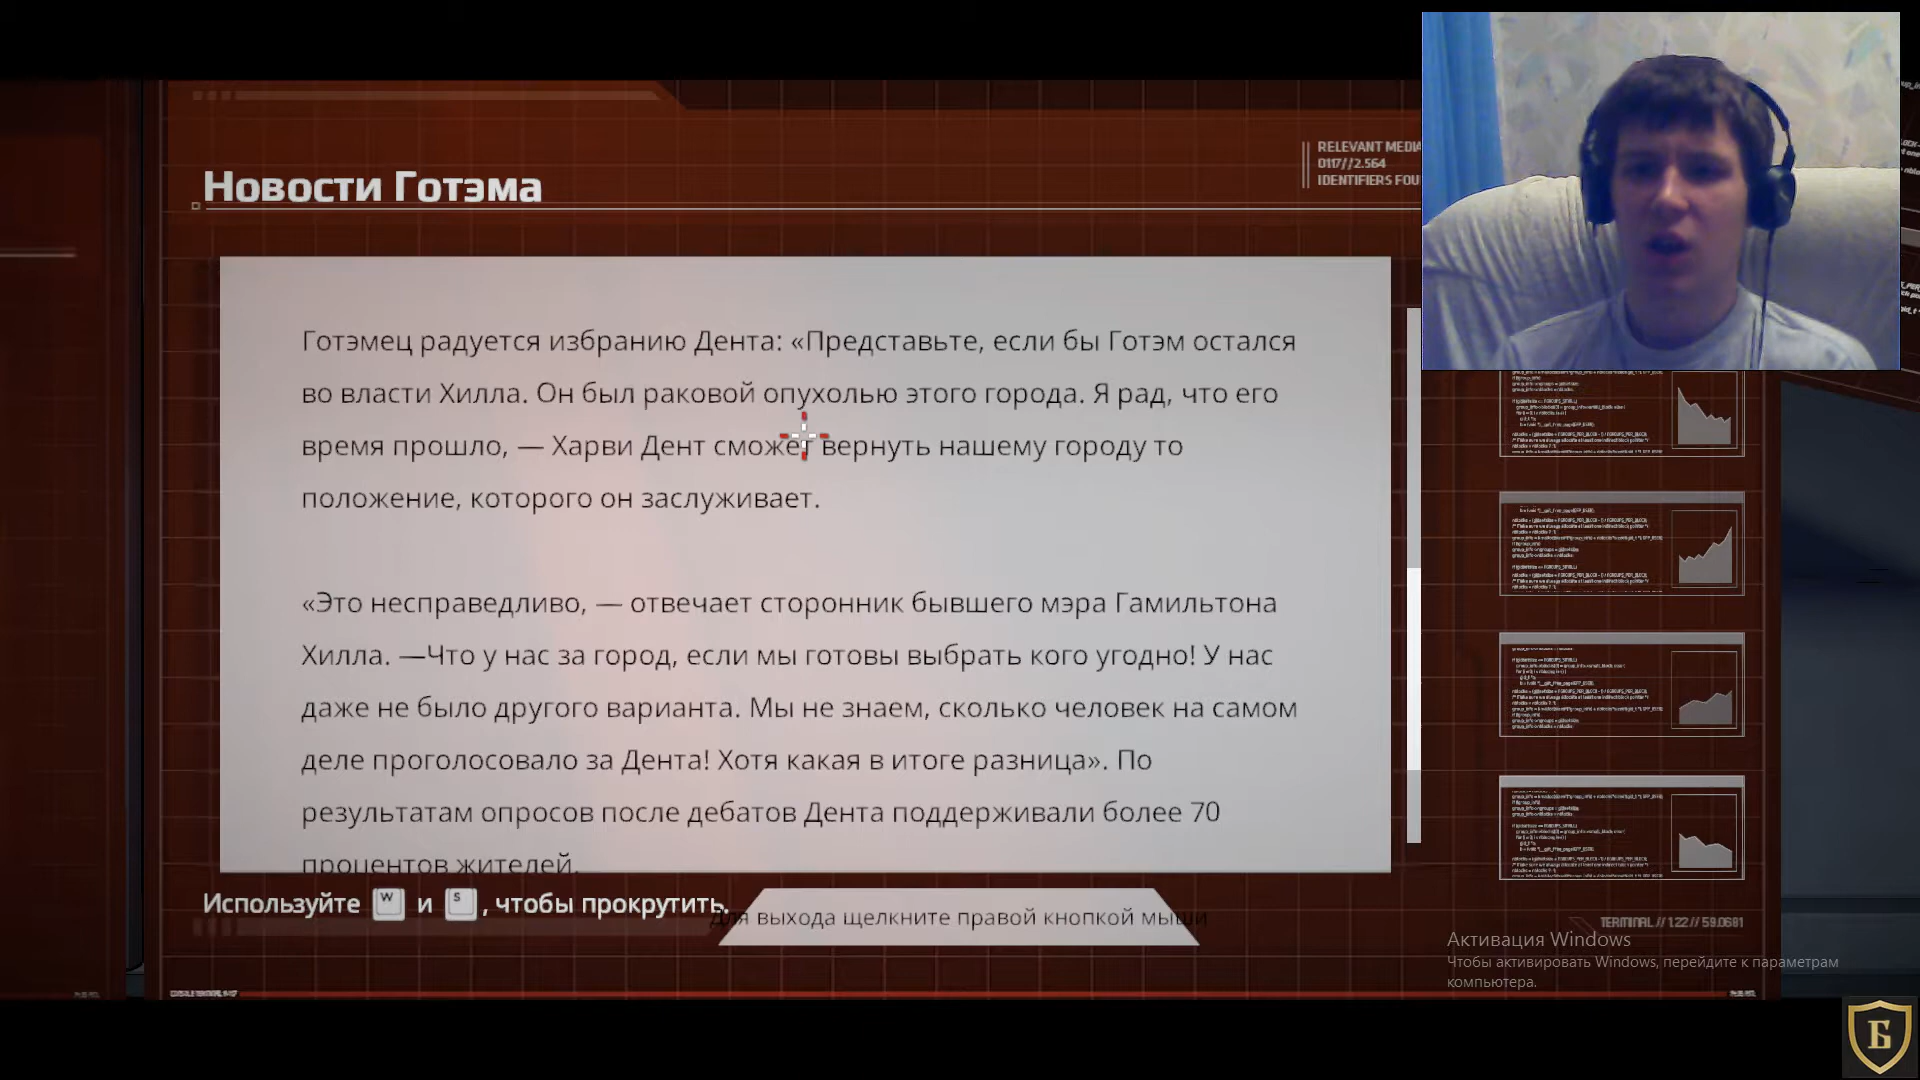 Новости Готэма
RELEVANT MEDIA
0117//2.564
IDENTIFIERS FOU
Готэмец радуется избранию Дента: «Представьте, если бы Готэм остался
во власти Хилла. Он был раковой опухолью этого города. Я рад, что его
время прошло, — Харви Дент сможет вернуть нашему городу то
положение, которого он заслуживает.
«Это несправедливо, — отвечает сторонник бывшего мэра Гамильтона
Хилла. —Что у нас за город, если мы готовы выбрать кого угодно! У нас
даже не было другого варианта. Мы не знаем, сколько человек на самом
деле проголосовало за Дента! Хотя какая в итоге разница». По
результатам опросов после дебатов Дента поддерживали более 70
процентов жителей.
Используйте W и S , чтобы прокрутить.
Для выхода щелкните правой кнопкой мыши
TERMINAL // 1.22 // 59.0681
Активация Windows
Чтобы активировать Windows, перейдите к параметрам
компьютера.
Б